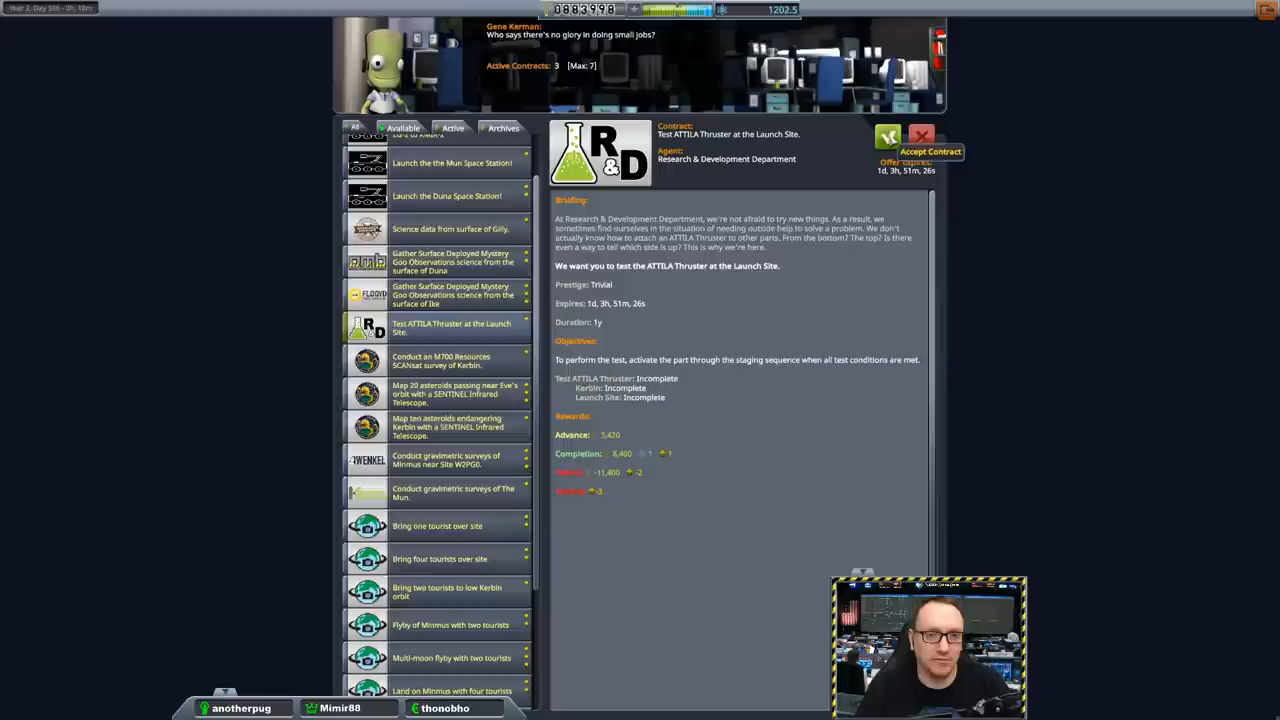 Year 2, Day 386 - 0h, 18m
0883998
1202.5
Gene Kerman:
Who says there's no glory in doing small jobs?
Active Contracts: 3 [Max: 7]
All
Available
Active
Archives
Launch the the Mun Space Station!
Launch the Duna Space Station!
Science data from surface of Gilly.
Gather Surface Deployed Mystery
Goo Observations science from the
surface of Duna
FLOOYD
Gather Surface Deployed Mystery
Goo Observations science from the
surface of Ike
R&D
Test ATTILA Thruster at the Launch
Site.
Conduct an M700 Resources
SCANsat survey of Kerbin.
Map 20 asteroids passing near Eve's
orbit with a SENTINEL Infrared
Telescope.
Map ten asteroids endangering
Kerbin with a SENTINEL Infrared
Telescope.
WENKEL
Conduct gravimetric surveys of
Minmus near Site W2PG0.
Conduct gravimetric surveys of The
Mun.
Bring one tourist over site
Bring four tourists over site
Bring two tourists to low Kerbin
orbit
Flyby of Minmus with two tourists
Multi-moon flyby with two tourists
Land on Minmus with four tourists
R&D
Contract:
Test ATTILA Thruster at the Launch Site.
Agent:
Research & Development Department
Accept Contract
Offer Expires:
1d, 3h, 51m, 26s
Briefing:
At Research & Development Department, we're not afraid to try new things. As a result, we
sometimes find ourselves in the situation of needing outside help to solve a problem. We don't
actually know how to attach an ATTILA Thruster to other parts. From the bottom? The top? Is there
even a way to tell which side is up? This is why we're here.
We want you to test the ATTILA Thruster at the Launch Site.
Prestige: Trivial
Expires: 1d, 3h, 51m, 26s
Duration: 1y
Objectives:
To perform the test, activate the part through the staging sequence when all test conditions are met.
Test ATTILA Thruster: Incomplete
Kerbin: Incomplete
Launch Site: Incomplete
Rewards:
Advance: 3,420
Completion: 8,400 1 1
-11,400 -2
-3
anotherpug
Mimir88
thonobho